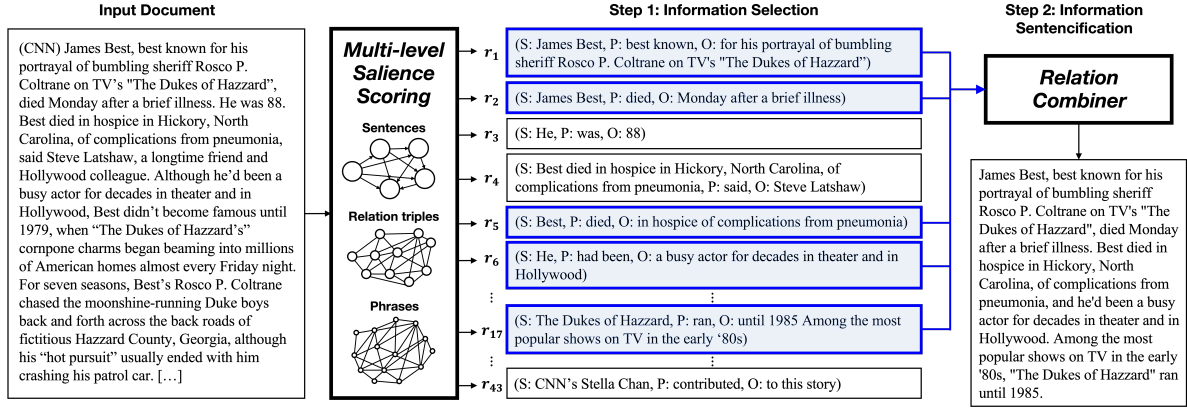 Input Document
(CNN) James Best, best known for his
portrayal of bumbling sheriff Rosco P.
Coltrane on TV's "The Dukes of Hazzard”,
died Monday after a brief illness. He was 88.
Best died in hospice in Hickory, North
Carolina, of complications from pneumonia,
said Steve Latshaw, a longtime friend and
Hollywood colleague. Although he’d been a
busy actor for decades in theater and in
Hollywood, Best didn’t become famous until
1979, when “The Dukes of Hazzard’s”
cornpone charms began beaming into millions
of American homes almost every Friday night.
For seven seasons, Best’s Rosco P. Coltrane
chased the moonshine-running Duke boys
back and forth across the back roads of
fictitious Hazzard County, Georgia, although
his “hot pursuit” usually ended with him
crashing his patrol car. […]
Multi-level
Salience
Scoring
Sentences
Relation triples
Phrases
Step 1: Information Selection
r1
(S: James Best, P: best known, O: for his portrayal of bumbling
sheriff Rosco P. Coltrane on TV's "The Dukes of Hazzard”)
r2
(S: James Best, P: died, O: Monday after a brief illness)
r3
(S: He, P: was, O: 88)
r4
(S: Best died in hospice in Hickory, North Carolina, of
complications from pneumonia, P: said, O: Steve Latshaw)
r5
(S: Best, P: died, O: in hospice of complications from pneumonia)
r6
(S: He, P: had been, O: a busy actor for decades in theater and in
Hollywood)
⋮ ⋮
r17
(S: The Dukes of Hazzard, P: ran, O: until 1985 Among the most
popular shows on TV in the early ‘80s)
⋮ ⋮
r43
(S: CNN’s Stella Chan, P: contributed, O: to this story)
Step 2: Information
Sentencification
Relation
Combiner
James Best, best known for his
portrayal of bumbling sheriff
Rosco P. Coltrane on TV's "The
Dukes of Hazzard", died Monday
after a brief illness. Best died in
hospice in Hickory, North
Carolina, of complications from
pneumonia, and he'd been a busy
actor for decades in theater and in
Hollywood. Among the most
popular shows on TV in the early
'80s, "The Dukes of Hazzard" ran
until 1985.